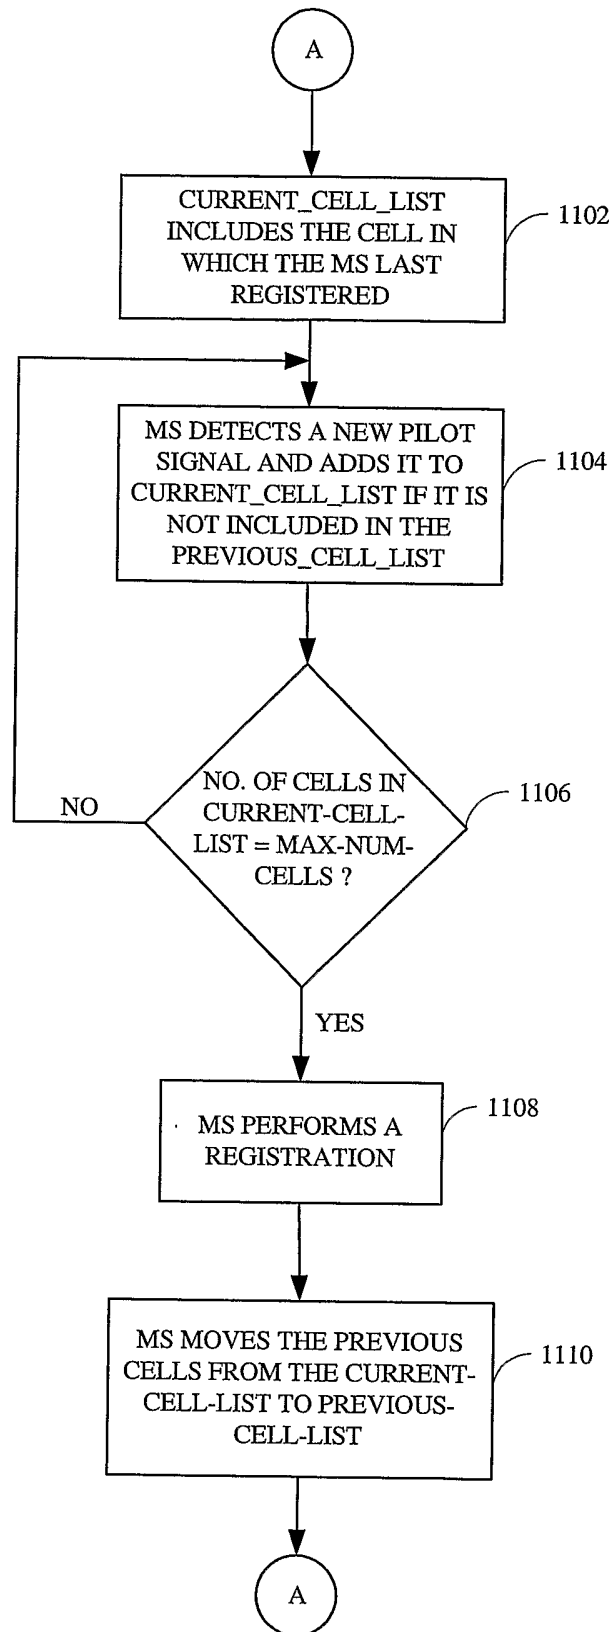 A
CURRENT_CELL_LIST
INCLUDES THE CELL IN
WHICH THE MS LAST
REGISTERED
1102
MS DETECTS A NEW PILOT
SIGNAL AND ADDS IT TO
CURRENT_CELL_LIST IF IT IS
NOT INCLUDED IN THE
PREVIOUS_CELL_LIST
1104
NO. OF CELLS IN
CURRENT-CELL-
LIST = MAX-NUM-
CELLS ?
1106
NO
YES
MS PERFORMS A
REGISTRATION
1108
MS MOVES THE PREVIOUS
CELLS FROM THE CURRENT-
CELL-LIST TO PREVIOUS-
CELL-LIST
1110
A